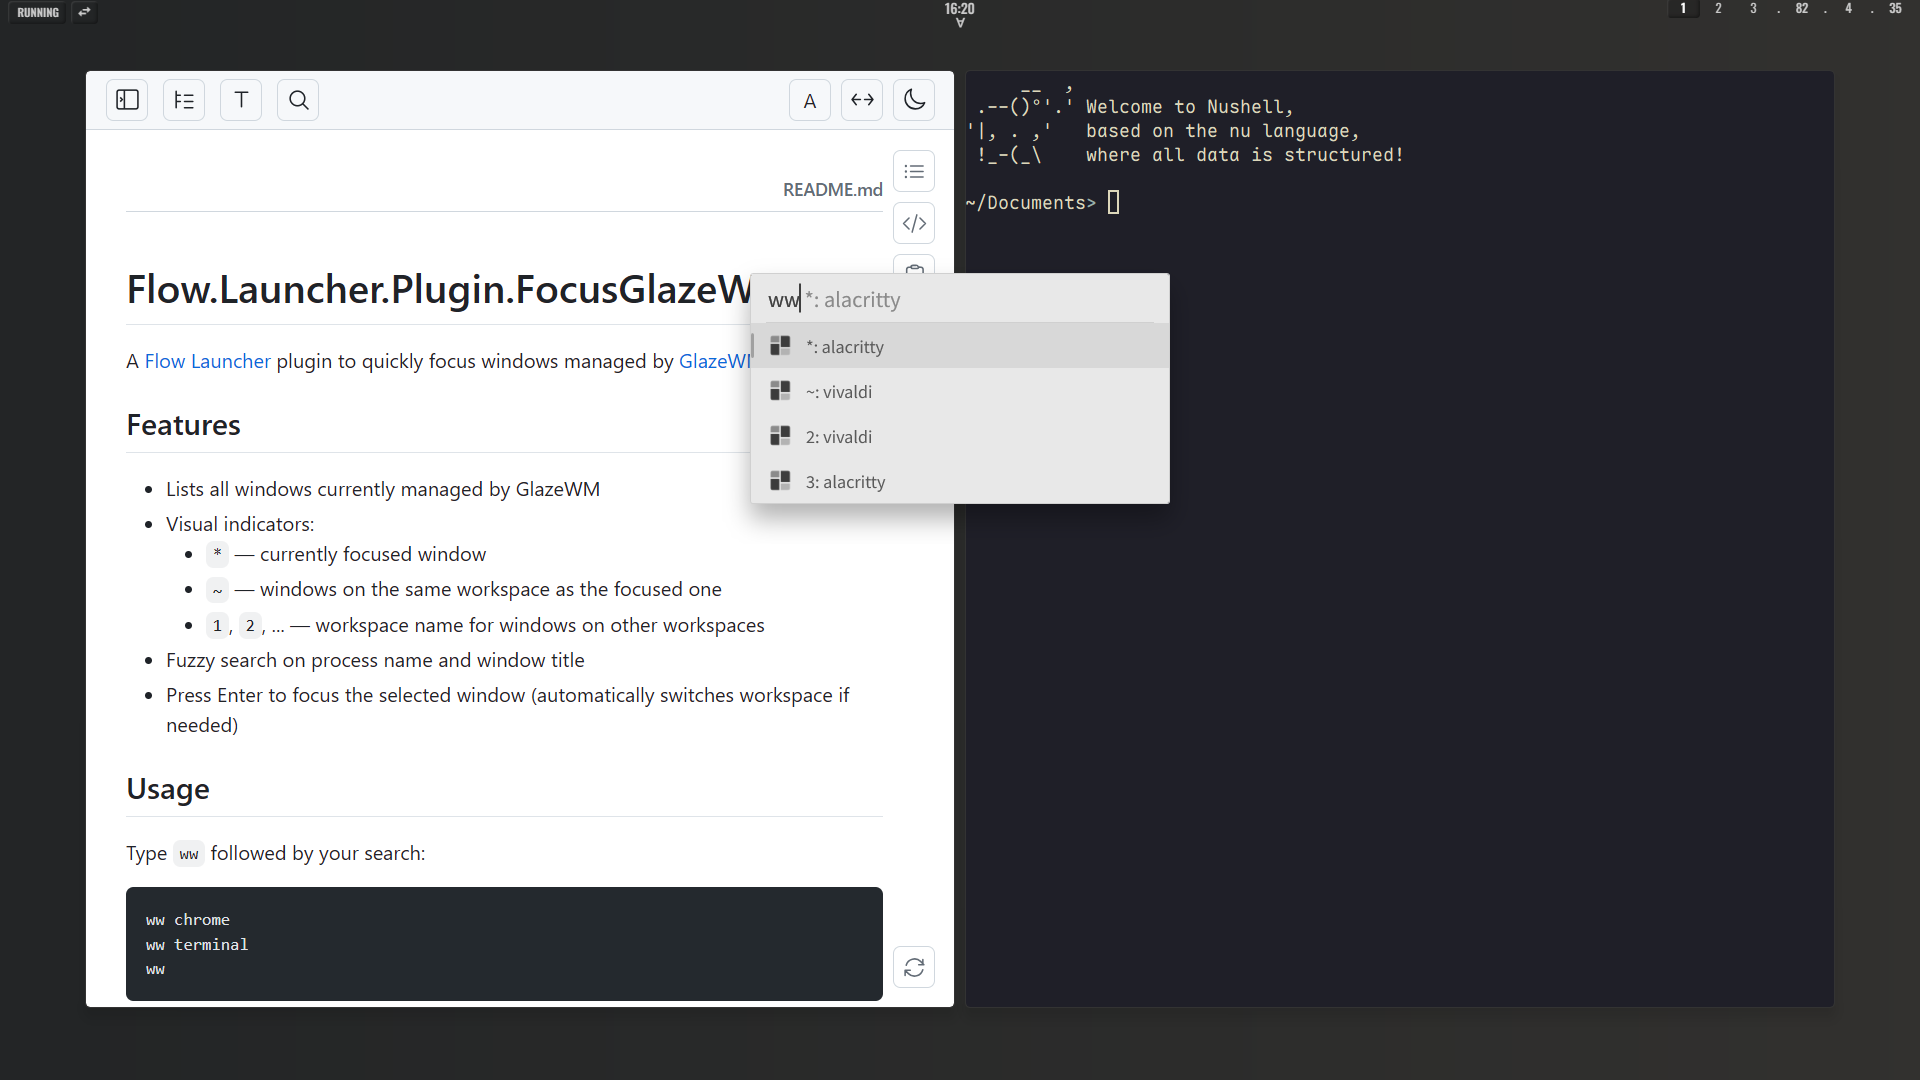 RUNNING
16:20
∀
1 2 3 . 82 . 4 . 35
T
A
README.md
Flow.Launcher.Plugin.FocusGlazeW
A Flow Launcher plugin to quickly focus windows managed by
Features
Lists all windows currently managed by GlazeWM
Visual indicators:
* — currently focused window
~ — windows on the same workspace as the focused one
1, 2, ... — workspace name for windows on other workspaces
Fuzzy search on process name and window title
Press Enter to focus the selected window (automatically switches workspace if
needed)
Usage
Type ww followed by your search:
ww chrome
ww terminal
ww
ww *: alacritty
*: alacritty
~: vivaldi
2: vivaldi
3: alacritty
__ ,
.--()°'.' Welcome to Nushell,
'|, . ,' based on the nu language,
!_-(_\ where all data is structured!
~/Documents>